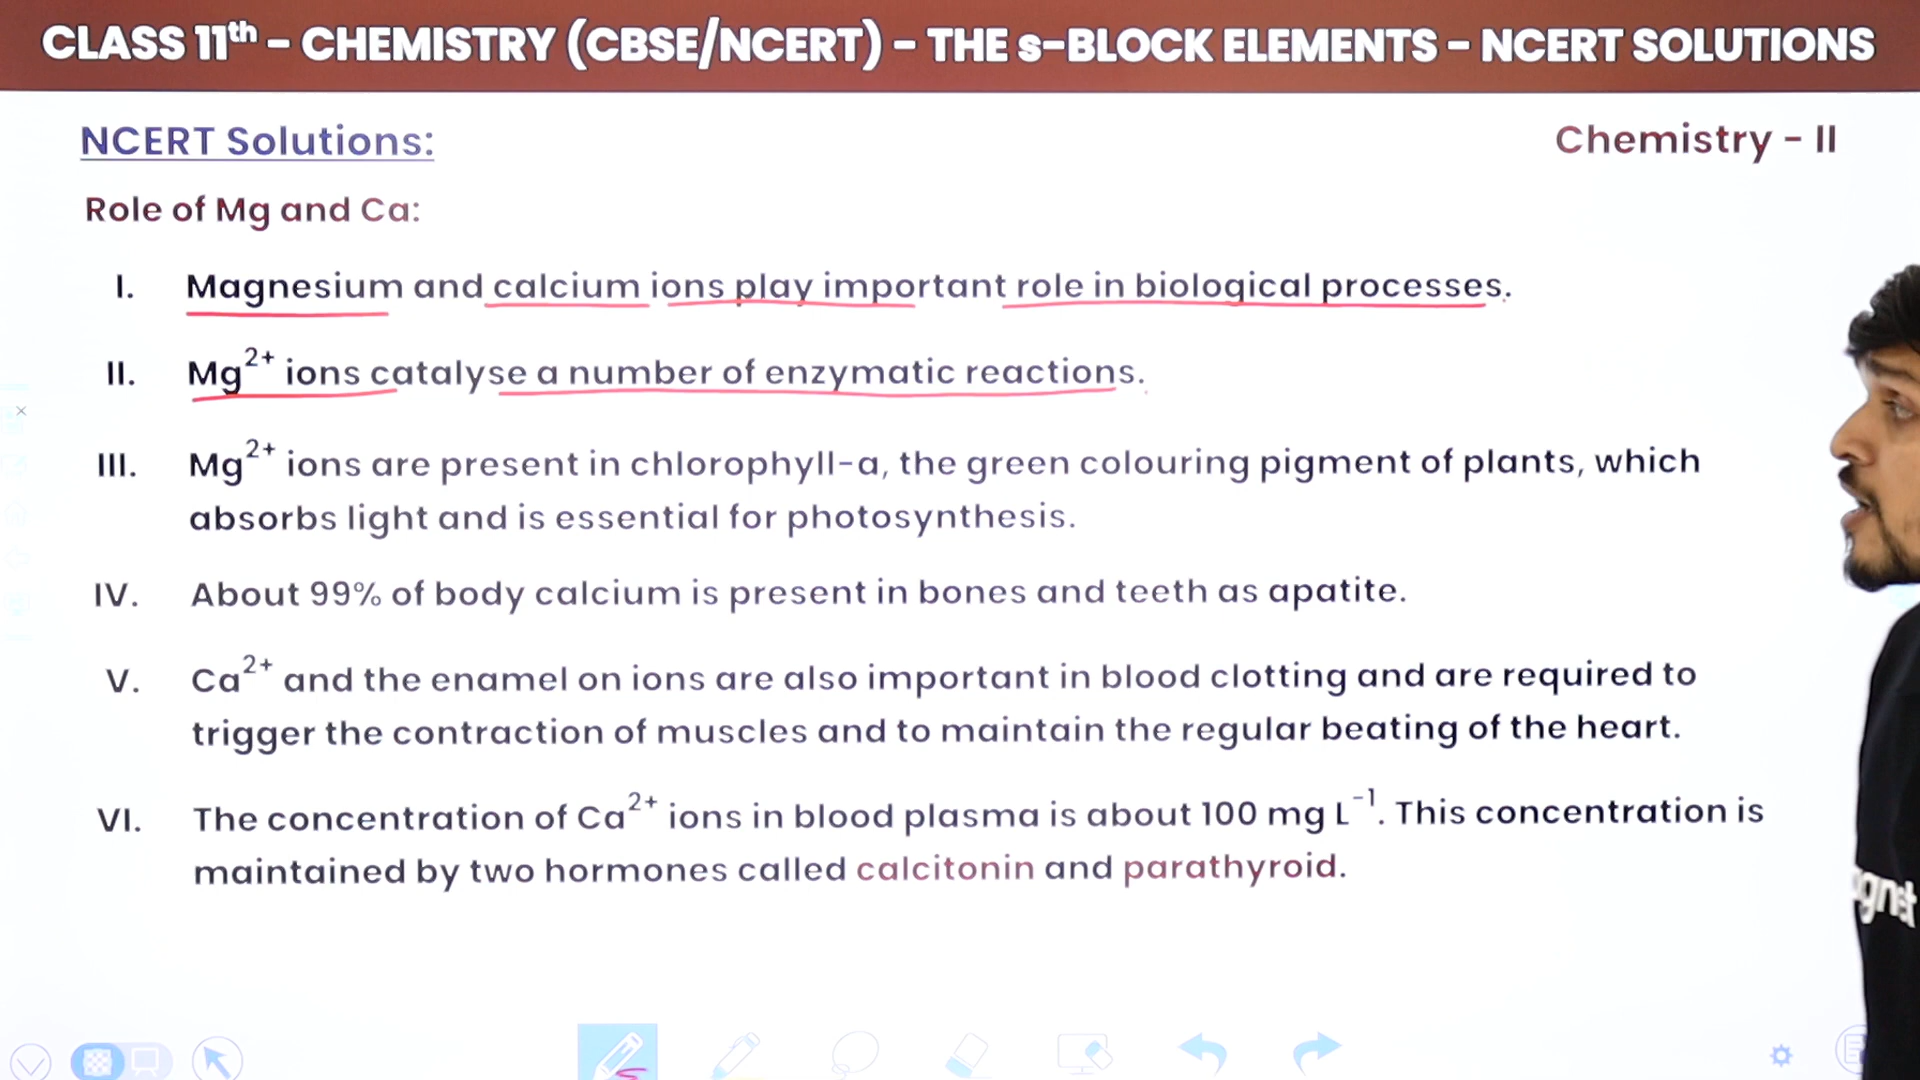 CLASS 11th – CHEMISTRY (CBSE/NCERT) – THE s–BLOCK ELEMENTS – NCERT SOLUTIONS
NCERT Solutions:
Chemistry - II
Role of Mg and Ca:
I. Magnesium and calcium ions play important role in biological processes.
II. Mg²⁺ ions catalyse a number of enzymatic reactions.
III. Mg²⁺ ions are present in chlorophyll-a, the green colouring pigment of plants, which
absorbs light and is essential for photosynthesis.
IV. About 99% of body calcium is present in bones and teeth as apatite.
V. Ca²⁺ and the enamel on ions are also important in blood clotting and are required to
trigger the contraction of muscles and to maintain the regular beating of the heart.
VI. The concentration of Ca²⁺ ions in blood plasma is about 100 mg L⁻¹. This concentration is
maintained by two hormones called calcitonin and parathyroid.